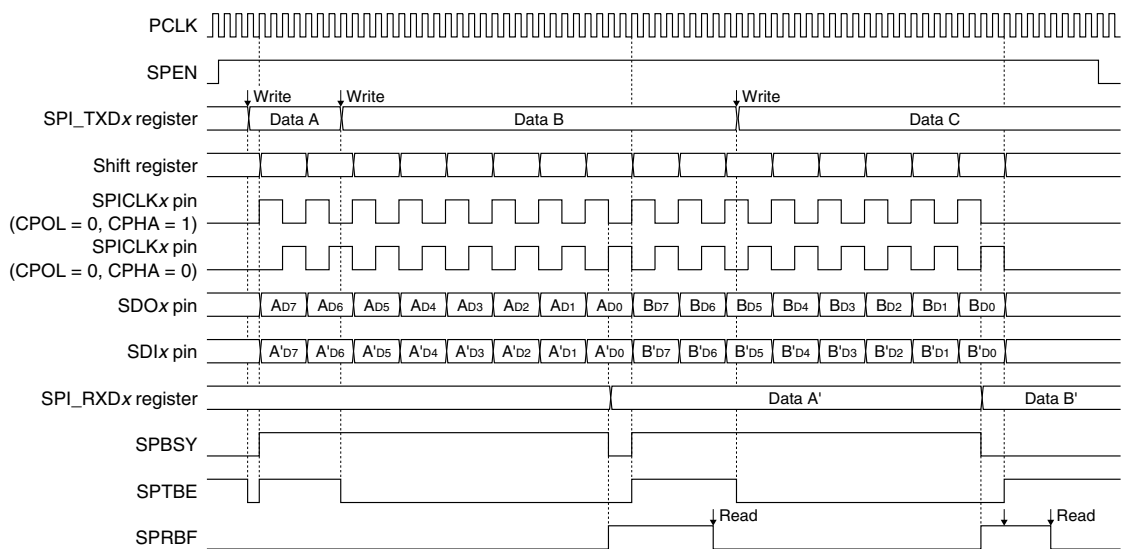 PCLK
SPEN
Write Write Write
SPI_TXDx register Data A Data B Data C
Shift register
SPICLKx pin
(CPOL = 0, CPHA = 1)
SPICLKx pin
(CPOL = 0, CPHA = 0)
SDOx pin AD7 AD6 AD5 AD4 AD3 AD2 AD1 AD0 BD7 BD6 BD5 BD4 BD3 BD2 BD1 BD0
SDIx pin A'D7 A'D6 A'D5 A'D4 A'D3 A'D2 A'D1 A'D0 B'D7 B'D6 B'D5 B'D4 B'D3 B'D2 B'D1 B'D0
SPI_RXDx register Data A' Data B'
SPBSY
SPTBE
Read Read
SPRBF